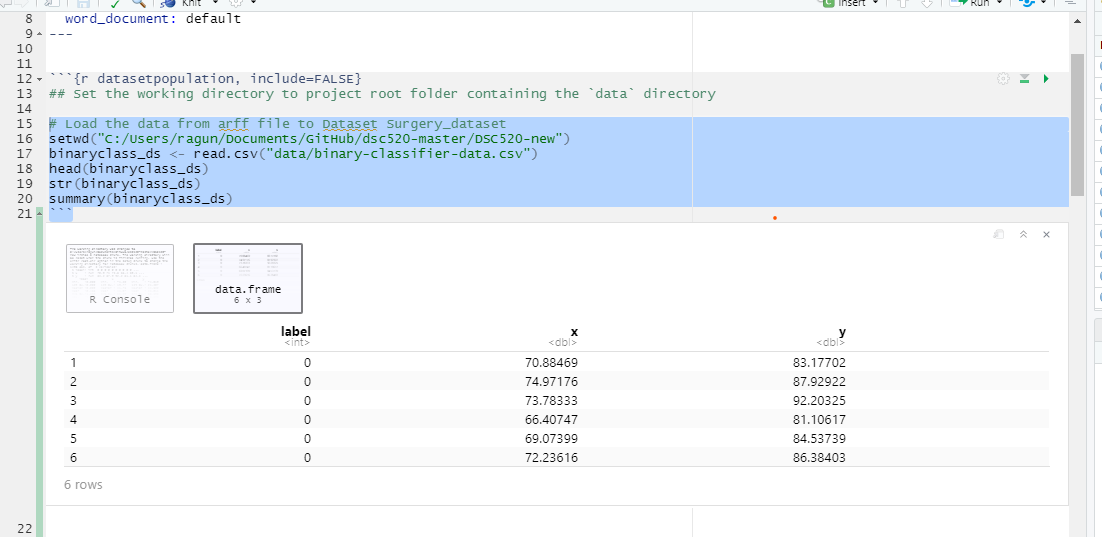 Knit Insert Run
8 word_document: default
9 ---
10
11
12 ```{r datasetpopulation, include=FALSE}
13 ## Set the working directory to project root folder containing the `data` directory
14
15 # Load the data from arff file to Dataset Surgery_dataset
16 setwd("C:/Users/ragun/Documents/GitHub/dsc520-master/DSC520-new")
17 binaryclass_ds <- read.csv("data/binary-classifier-data.csv")
18 head(binaryclass_ds)
19 str(binaryclass_ds)
20 summary(binaryclass_ds)
21 ```
R Console
data.frame
6 x 3
label x y
<int> <dbl> <dbl>
1 0 70.88469 83.17702
2 0 74.97176 87.92922
3 0 73.78333 92.20325
4 0 66.40747 81.10617
5 0 69.07399 84.53739
6 0 72.23616 86.38403
6 rows
22